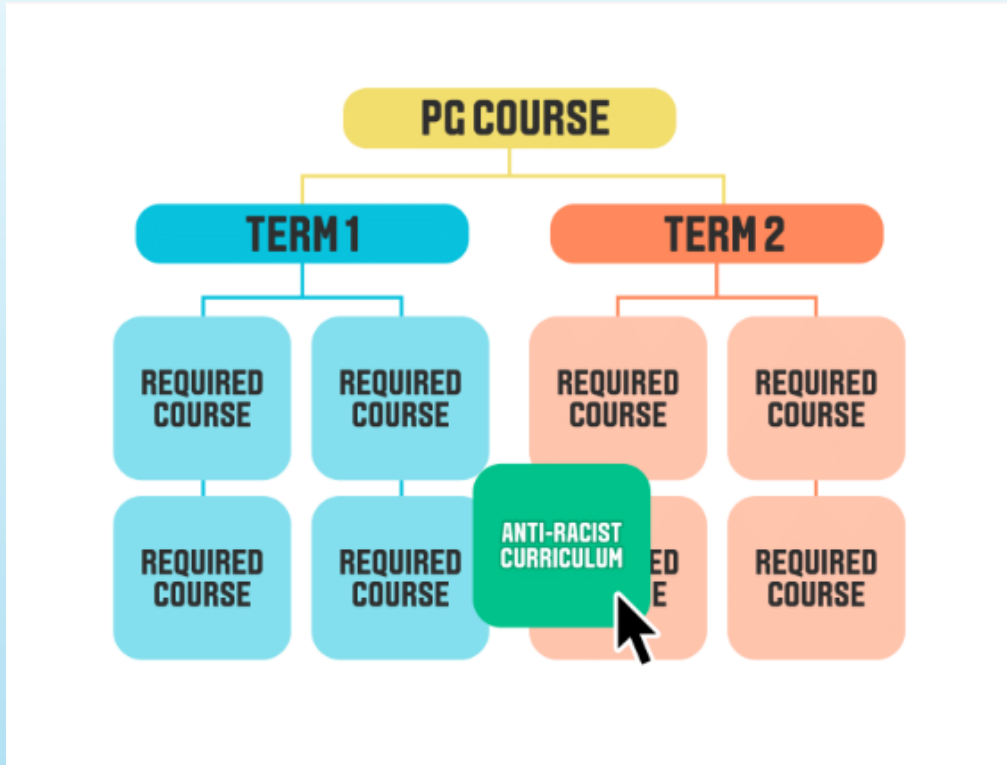 PG COURSE
TERM 1
TERM 2
REQUIRED
COURSE
REQUIRED
COURSE
REQUIRED
COURSE
REQUIRED
COURSE
REQUIRED
COURSE
REQUIRED
COURSE
ANTI-RACIST
CURRICULUM
ED
E
REQUIRED
COURSE